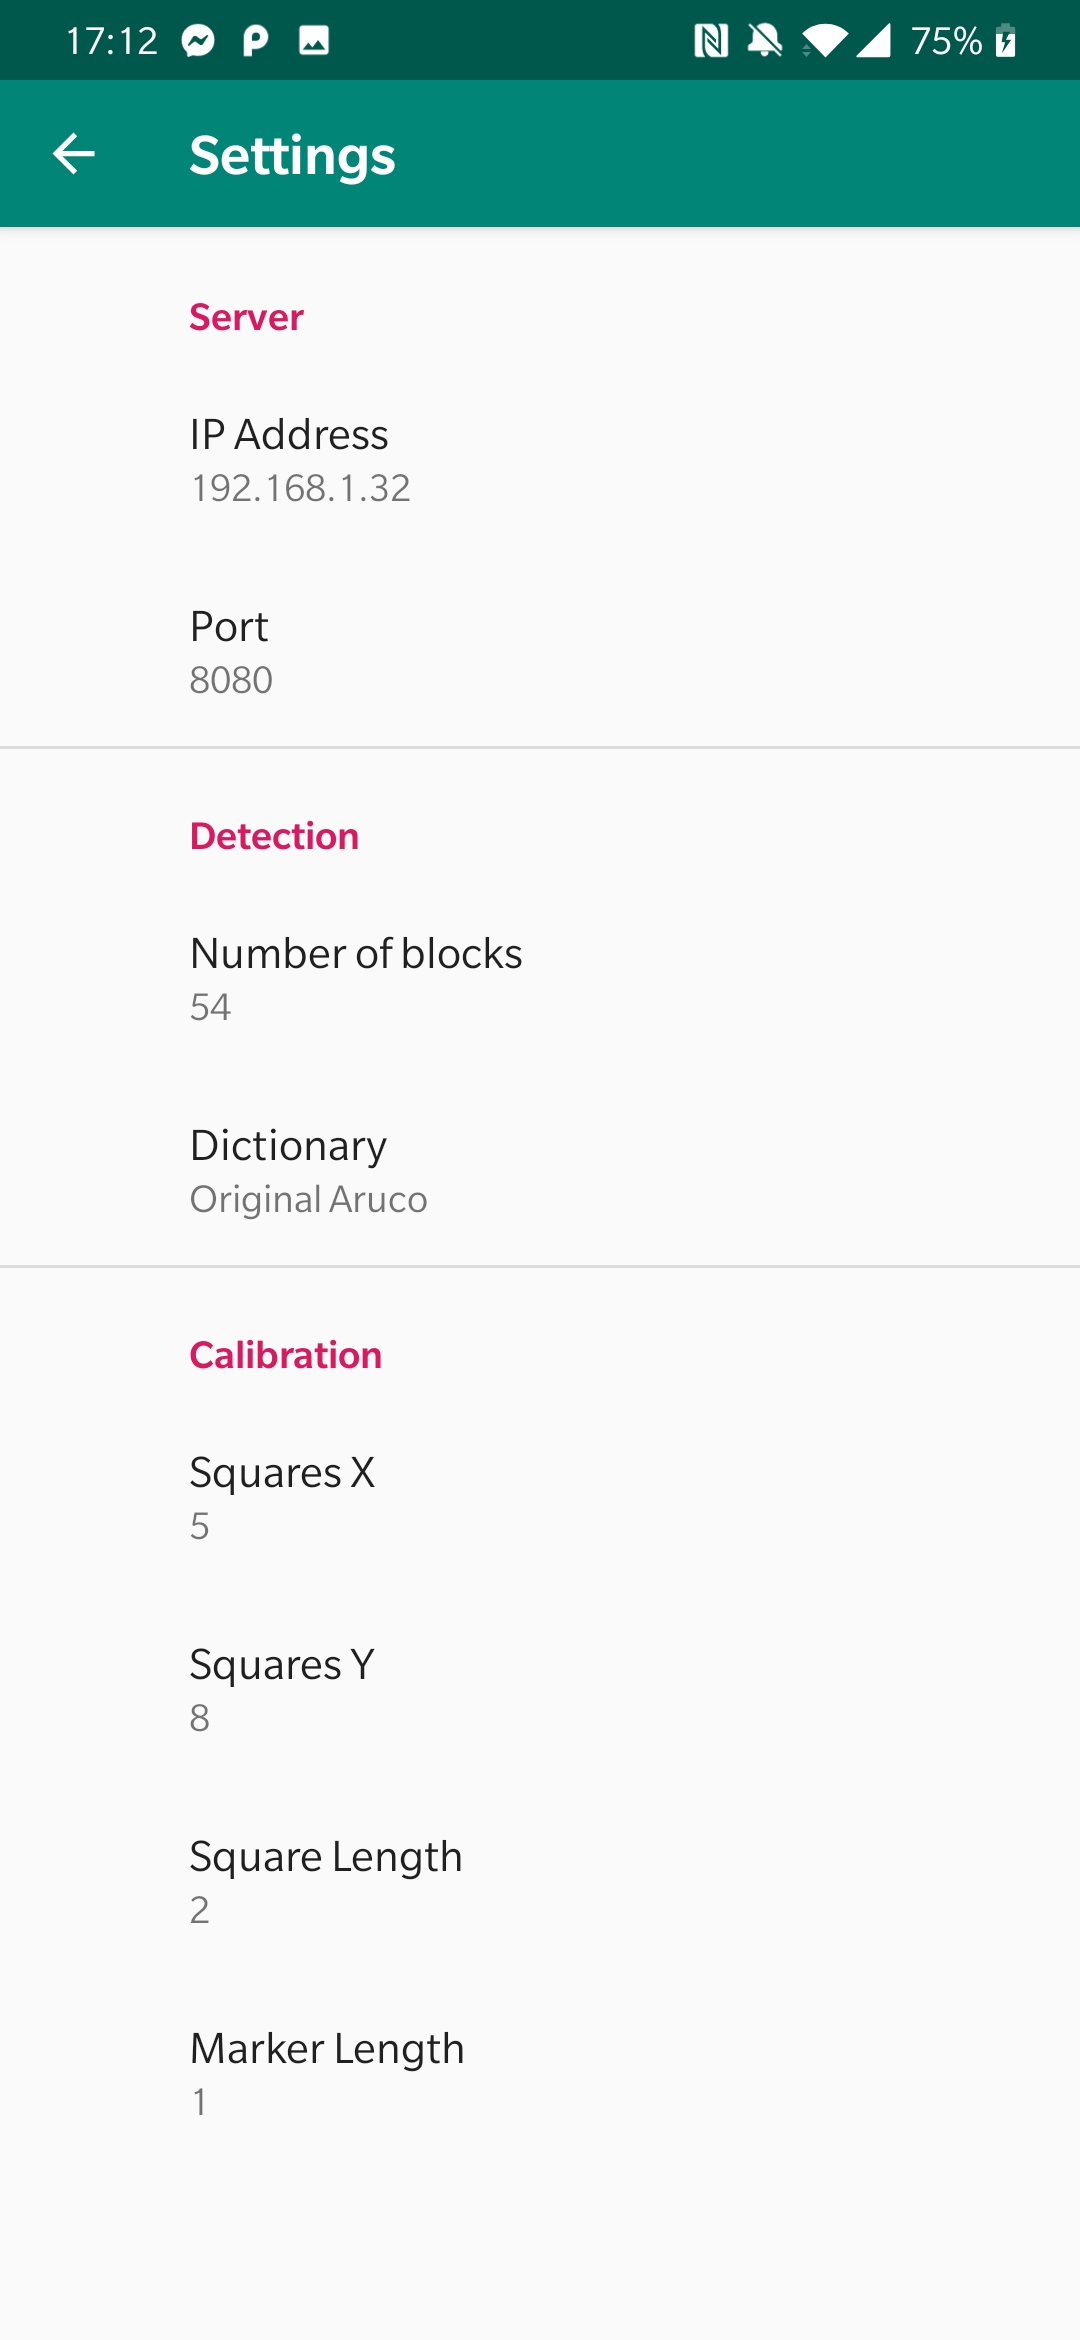 17:12 75%
Settings
Server
IP Address
192.168.1.32
Port
8080
Detection
Number of blocks
54
Dictionary
Original Aruco
Calibration
Squares X
5
Squares Y
8
Square Length
2
Marker Length
1